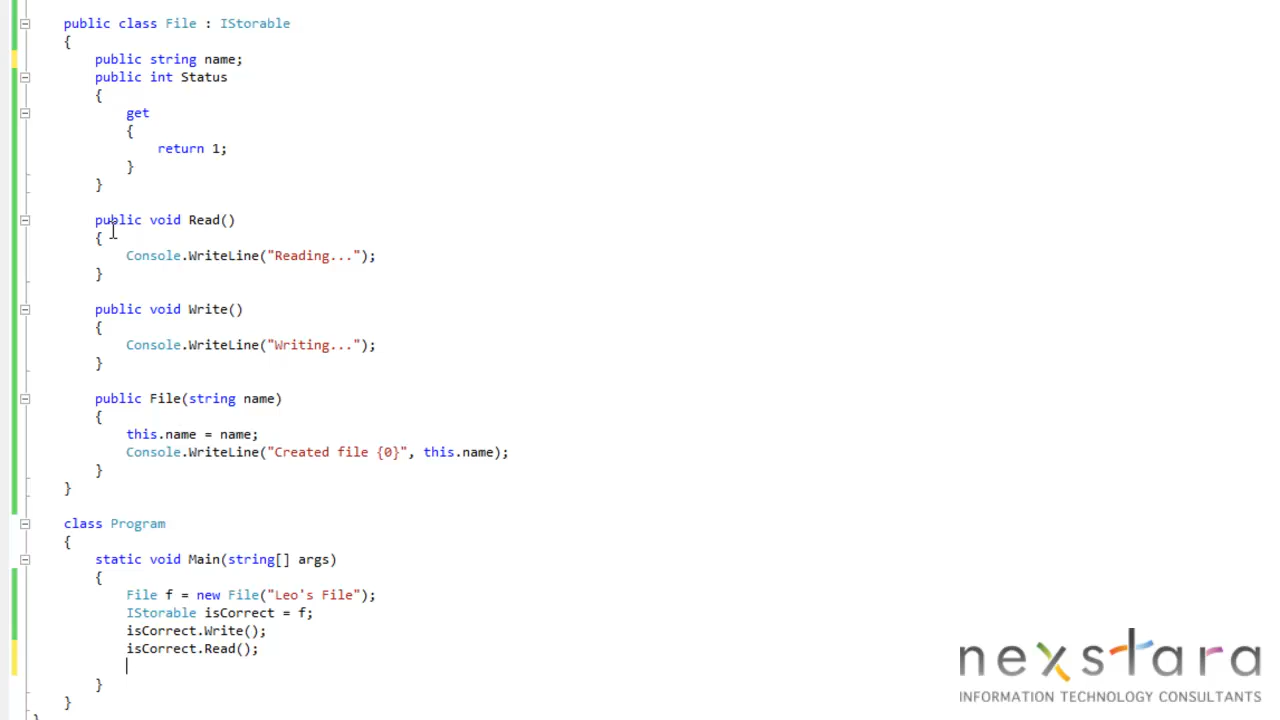 public class File : IStorable
{
public string name;
public int Status
{
get
{
return 1;
}
}
public void Read()
{
Console.WriteLine("Reading...");
}
public void Write()
{
Console.WriteLine("Writing...");
}
public File(string name)
{
this.name = name;
Console.WriteLine("Created file {0}", this.name);
}
}
class Program
{
static void Main(string[] args)
{
File f = new File("Leo's File");
IStorable isCorrect = f;
isCorrect.Write();
isCorrect.Read();
}
}
}
nexstara
INFORMATION TECHNOLOGY CONSULTANTS